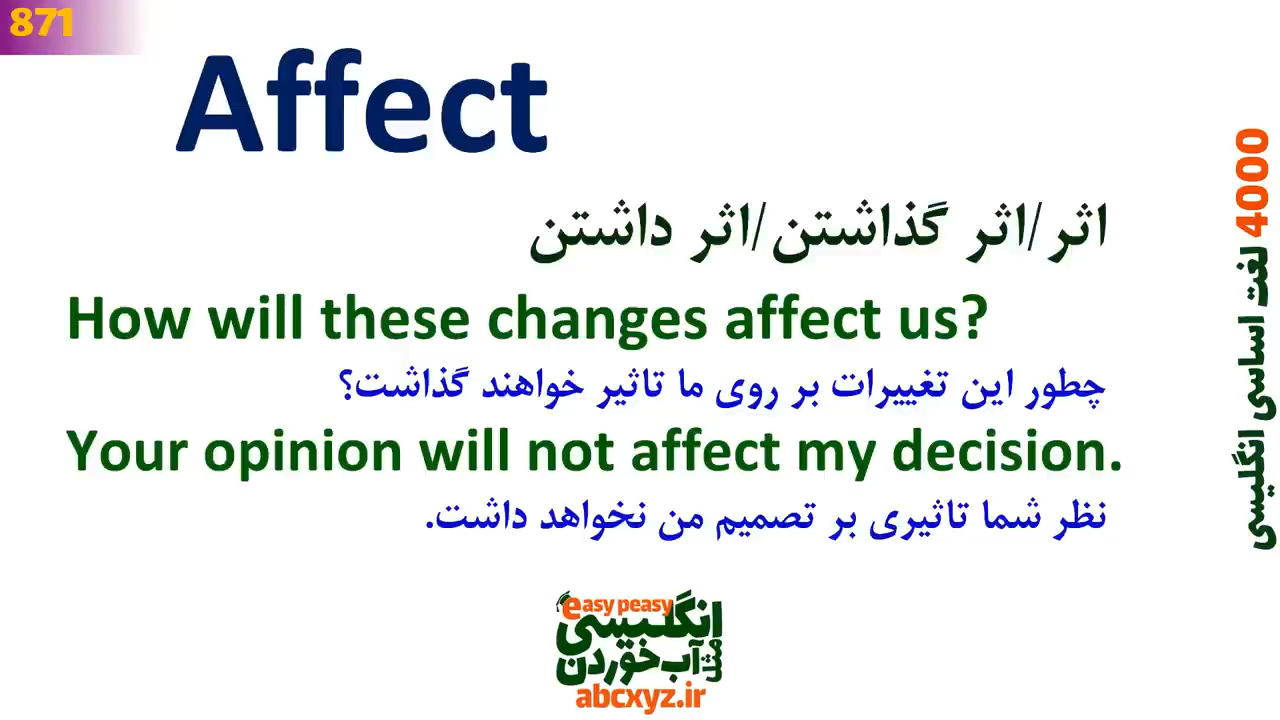 871
Affect
اثر/اثر گذاشتن/اثر داشتن
How will these changes affect us?
چطور این تغییرات بر روی ما تاثیر خواهند گذاشت؟
Your opinion will not affect my decision.
نظر شما تاثیری بر تصمیم من نخواهد داشت.
4000 لغت اساسی انگلیسی
easy peasy
انگلیسی
مثل آب خوردن
abcxyz.ir